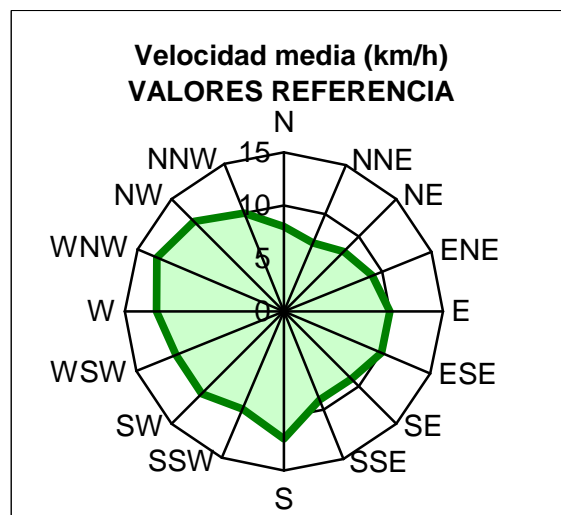 Velocidad media (km/h)
VALORES REFERENCIA
N
15
NNW
NNE
NW
10
NE
WNW
5
ENE
W
0
E
WSW
ESE
SW
SE
SSW
SSE
S